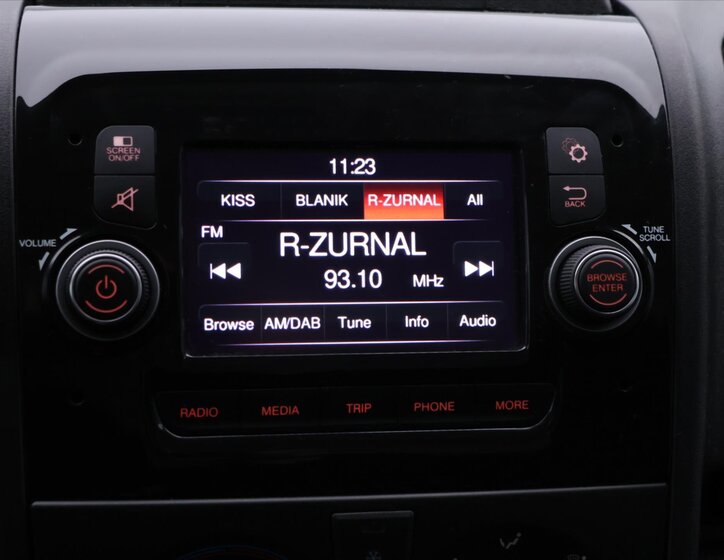 SCREEN
ON/OFF
11:23
KISS BLANIK R-ZURNAL All
BACK
VOLUME
TUNE
SCROLL
FM
R-ZURNAL
93.10 MHz
BROWSE
ENTER
Browse AM/DAB Tune Info Audio
RADIO MEDIA TRIP PHONE MORE